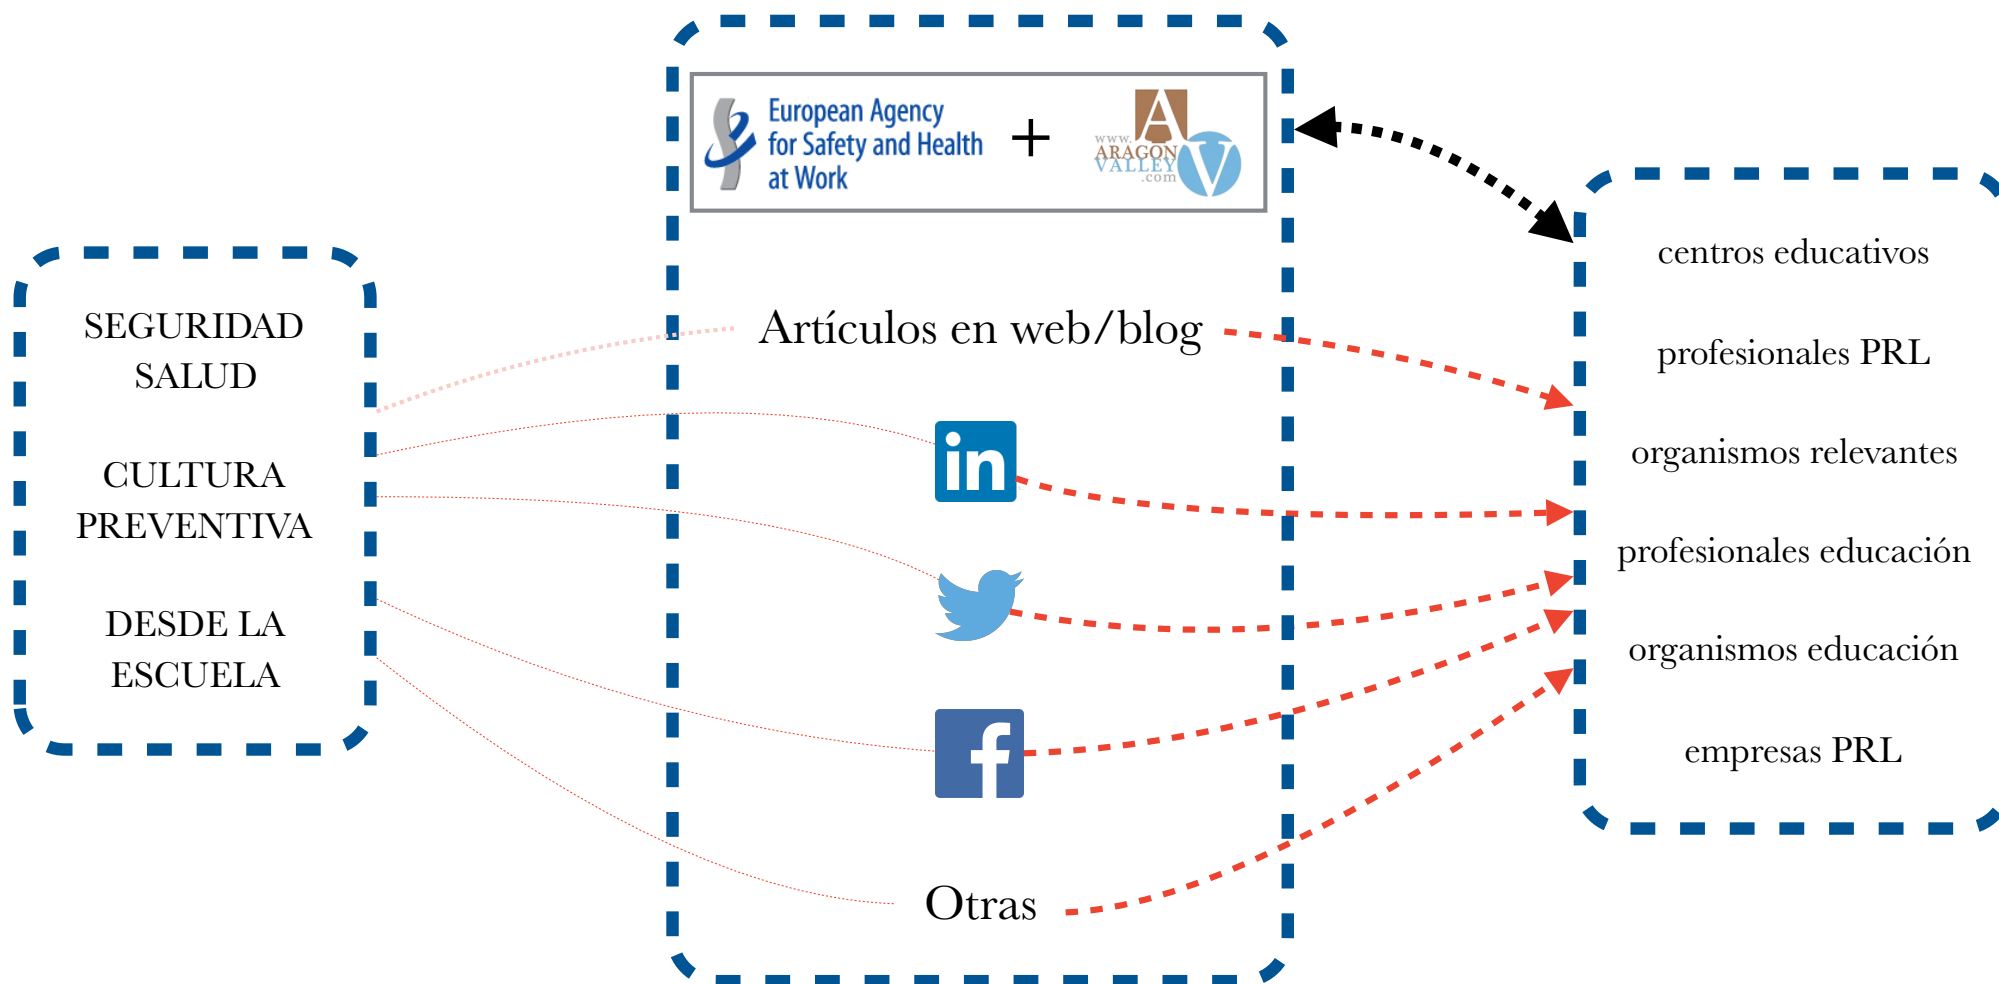 SEGURIDAD
SALUD
CULTURA
PREVENTIVA
DESDE LA
ESCUELA
European Agency
for Safety and Health
at Work
+
A
www.
ARAGON
VALLEY
.com
V
Artículos en web/blog
in
f
Otras
centros educativos
profesionales PRL
organismos relevantes
profesionales educación
organismos educación
empresas PRL